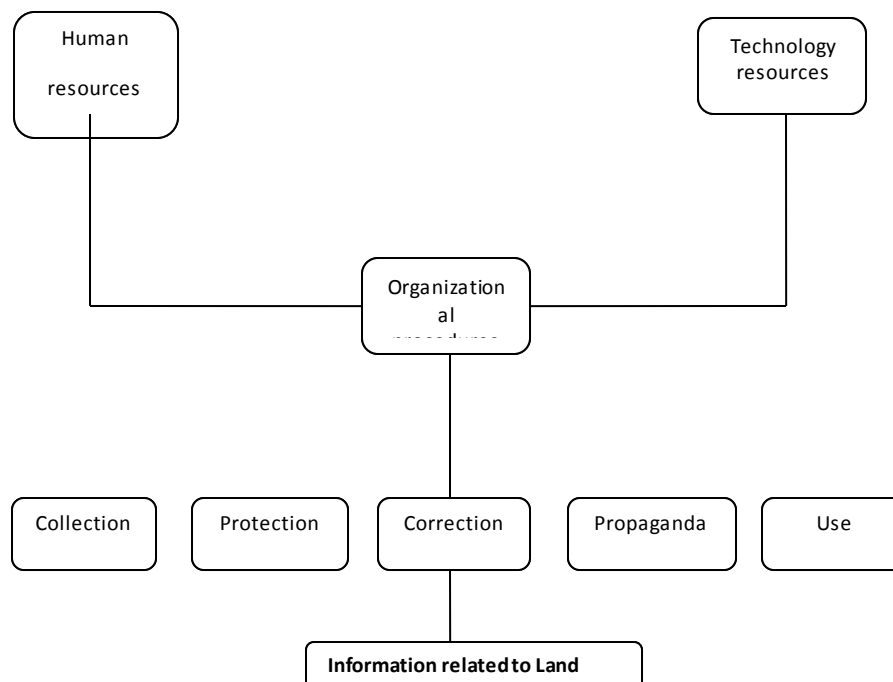 Human
resources
Technology
resources
Organization
al
Collection
Protection
Correction
Propaganda
Use
Information related to Land